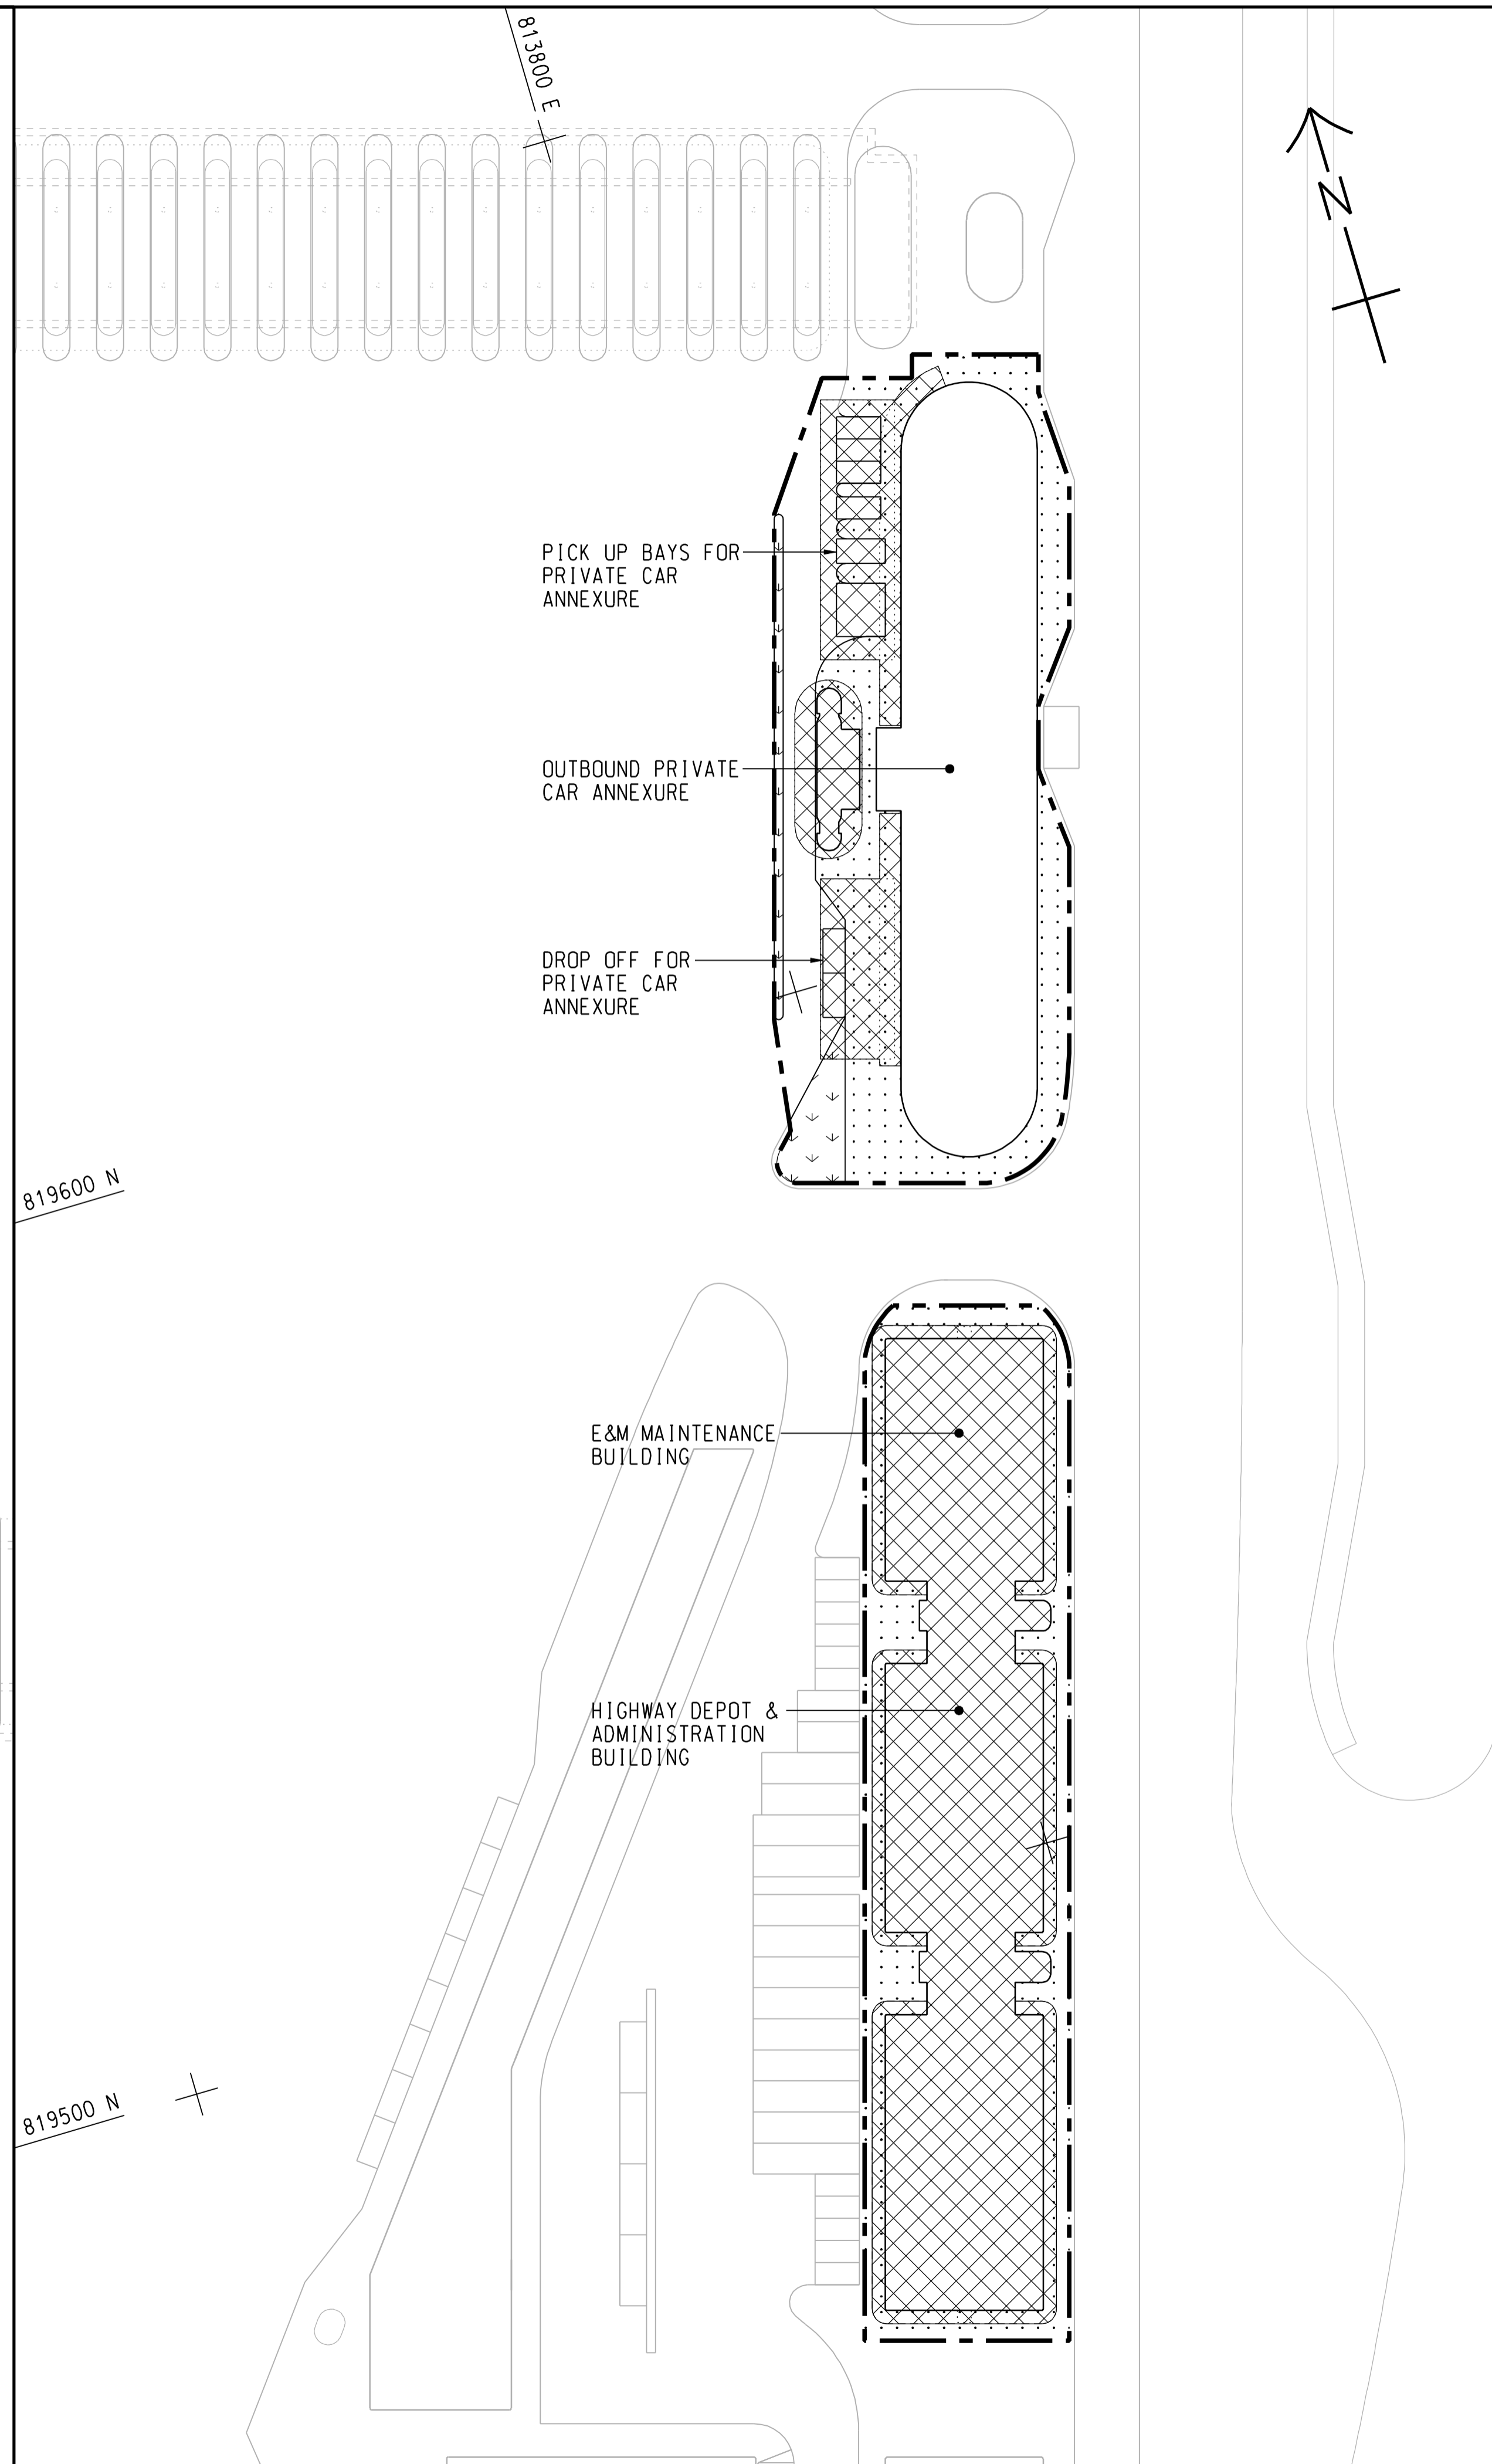 813800 E
N
PICK UP BAYS FOR
PRIVATE CAR
ANNEXURE
OUTBOUND PRIVATE
CAR ANNEXURE
DROP OFF FOR
PRIVATE CAR
ANNEXURE
819600 N
E&M MAINTENANCE
BUILDING
HIGHWAY DEPOT &
ADMINISTRATION
BUILDING
819500 N